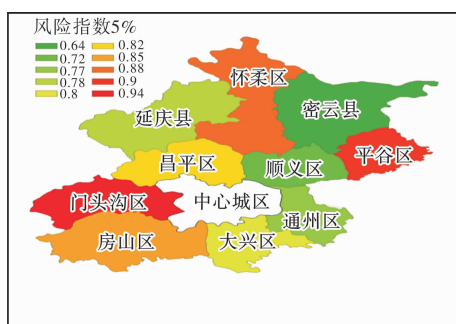 风险指数5%
0.64 0.82
0.72 0.85
0.77 0.88
0.78 0.9
0.8 0.94
怀柔区
密云县
延庆县
平谷区
昌平区
顺义区
门头沟区
中心城区
通州区
房山区
大兴区